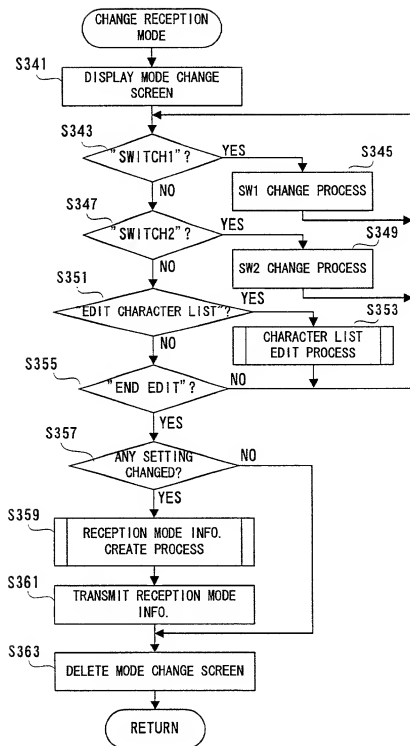 CHANGE RECEPTION
MODE
S341
DISPLAY MODE CHANGE
SCREEN
S343
"SWITCH1"?
YES
S345
SW1 CHANGE PROCESS
NO
S347
"SWITCH2"?
YES
S349
SW2 CHANGE PROCESS
NO
S351
"EDIT CHARACTER LIST"?
YES
S353
CHARACTER LIST
EDIT PROCESS
NO
S355
"END EDIT"?
NO
YES
S357
ANY SETTING
CHANGED?
NO
YES
S359
RECEPTION MODE INFO.
CREATE PROCESS
S361
TRANSMIT RECEPTION MODE
INFO.
S363
DELETE MODE CHANGE SCREEN
RETURN